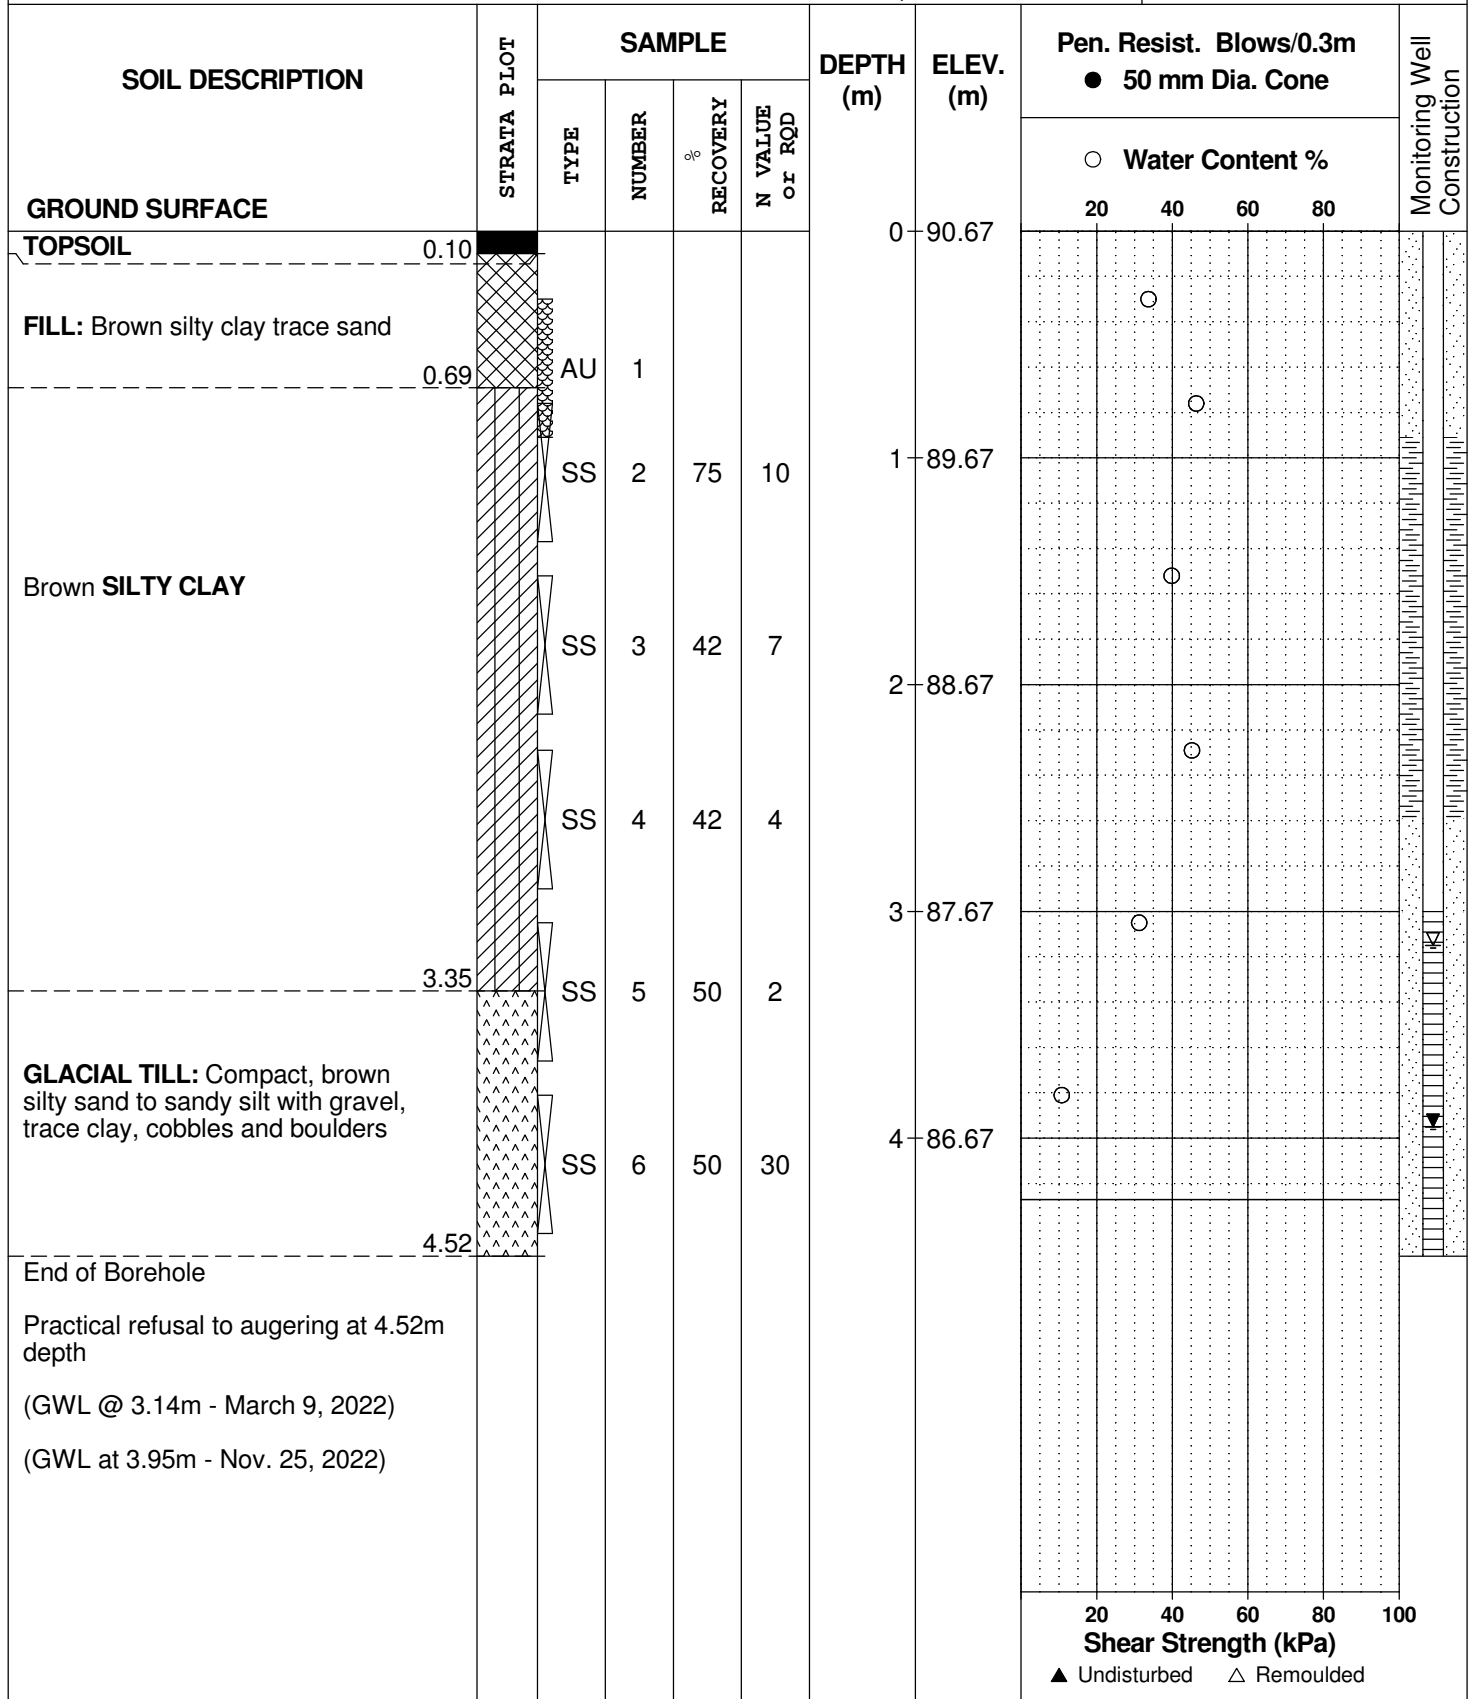 SOIL DESCRIPTION
GROUND SURFACE
STRATA PLOT
SAMPLE
TYPE
NUMBER
%
RECOVERY
N VALUE
or RQD
DEPTH
(m)
ELEV.
(m)
Pen. Resist. Blows/0.3m
● 50 mm Dia. Cone
○ Water Content %
20 40 60 80
Monitoring Well
Construction
0 90.67
TOPSOIL 0.10
FILL: Brown silty clay trace sand
0.69
AU 1
1 89.67
SS 2 75 10
Brown SILTY CLAY
SS 3 42 7
2 88.67
SS 4 42 4
3 87.67
3.35
SS 5 50 2
GLACIAL TILL: Compact, brown
silty sand to sandy silt with gravel,
trace clay, cobbles and boulders
4 86.67
SS 6 50 30
4.52
End of Borehole
Practical refusal to augering at 4.52m
depth
(GWL @ 3.14m - March 9, 2022)
(GWL at 3.95m - Nov. 25, 2022)
20 40 60 80 100
Shear Strength (kPa)
▲ Undisturbed △ Remoulded